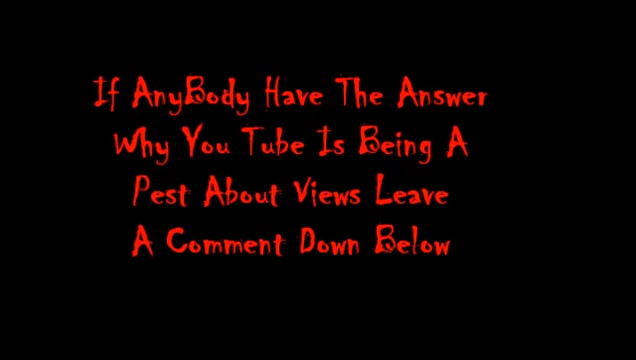 If AnyBody Have The Answer
Why You Tube Is Being A
Pest About Views Leave
A Comment Down Below